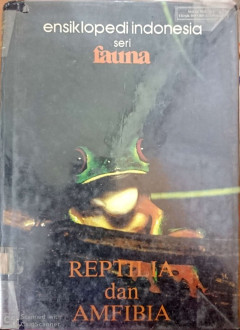 ensiklopedi indonesia
seri
fauna
REPTILIA
dan
AMFIBIA